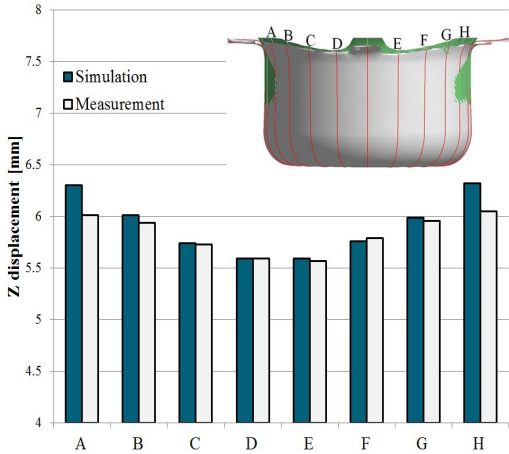 8
7.5
7
6.5
6
5.5
5
4.5
4
Z displacement [mm]
Simulation
Measurement
A B C D E F G H
A B C D E F G H